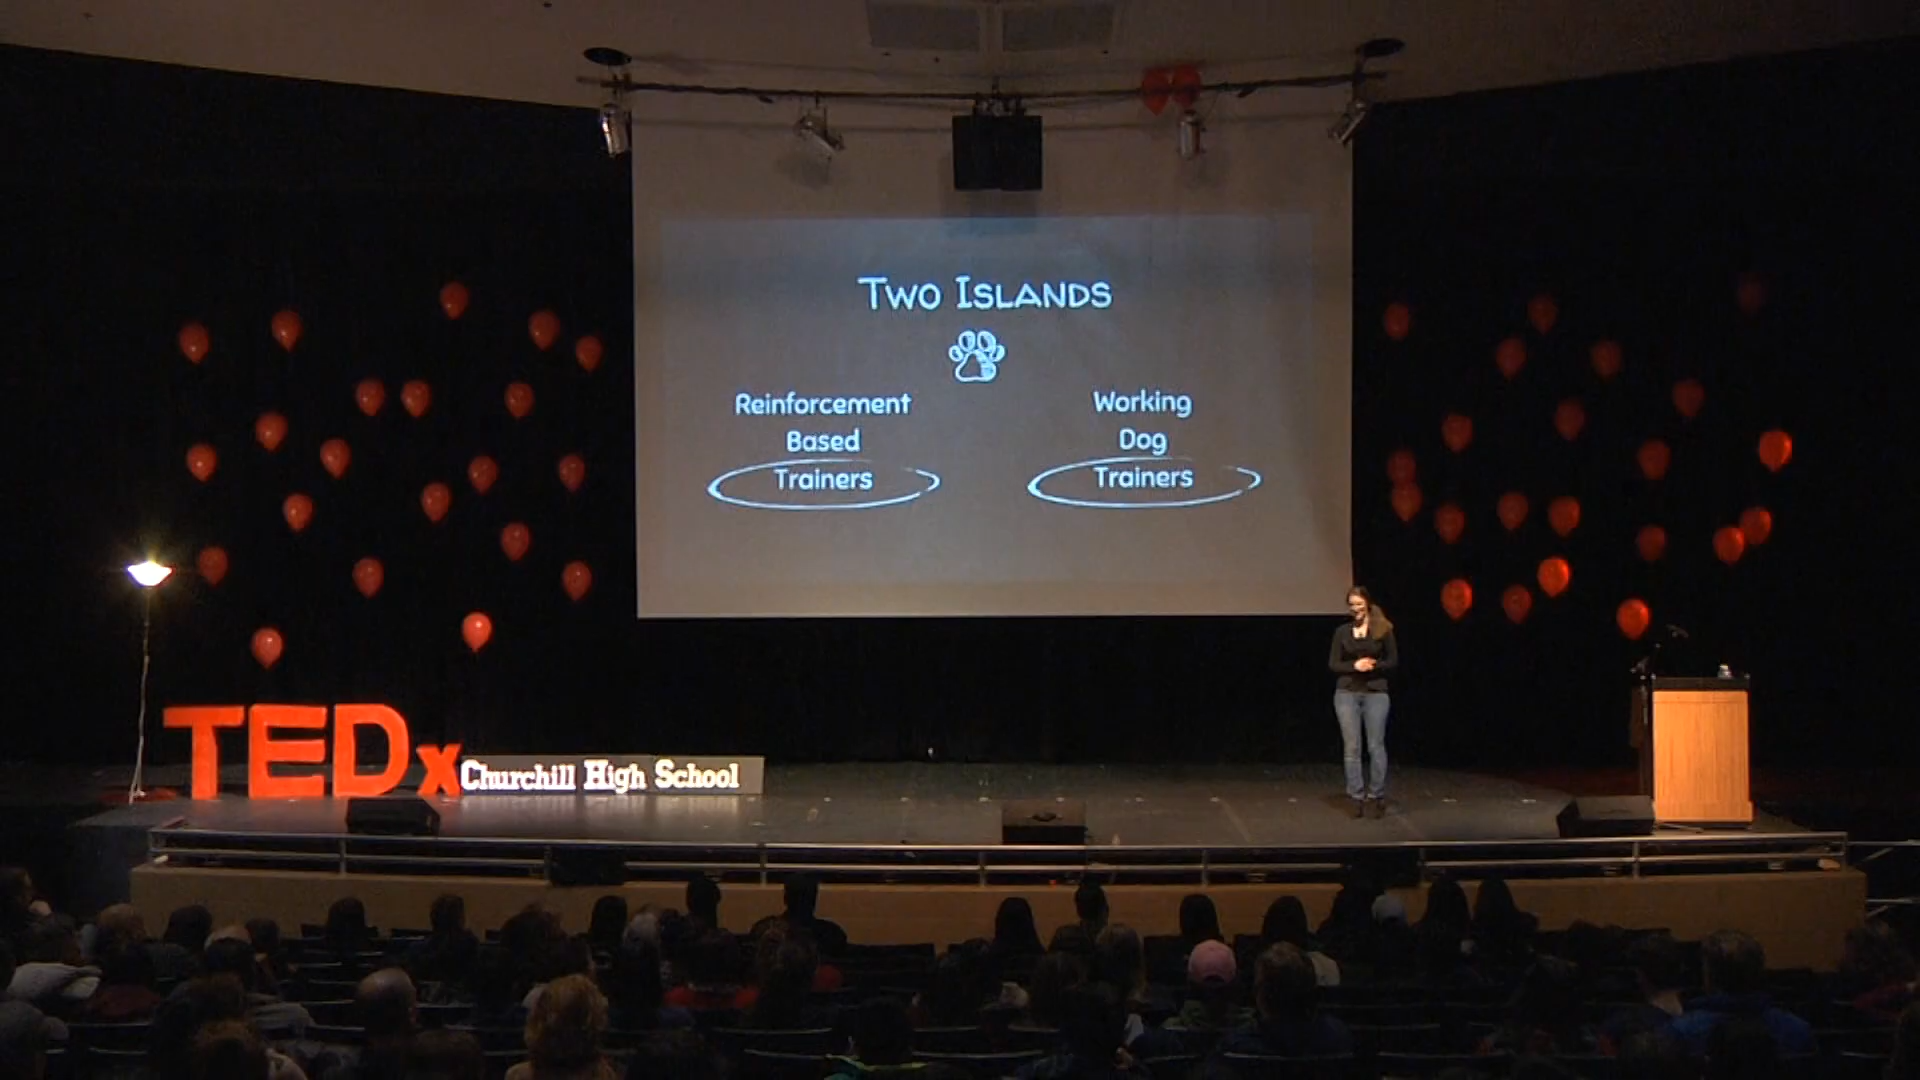 Two Islands
Reinforcement
Based
Trainers
Working
Dog
Trainers
TEDx
Churchill High School